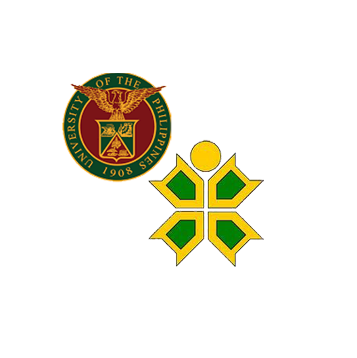 UNIVERSITY OF THE PHILIPPINES
1908